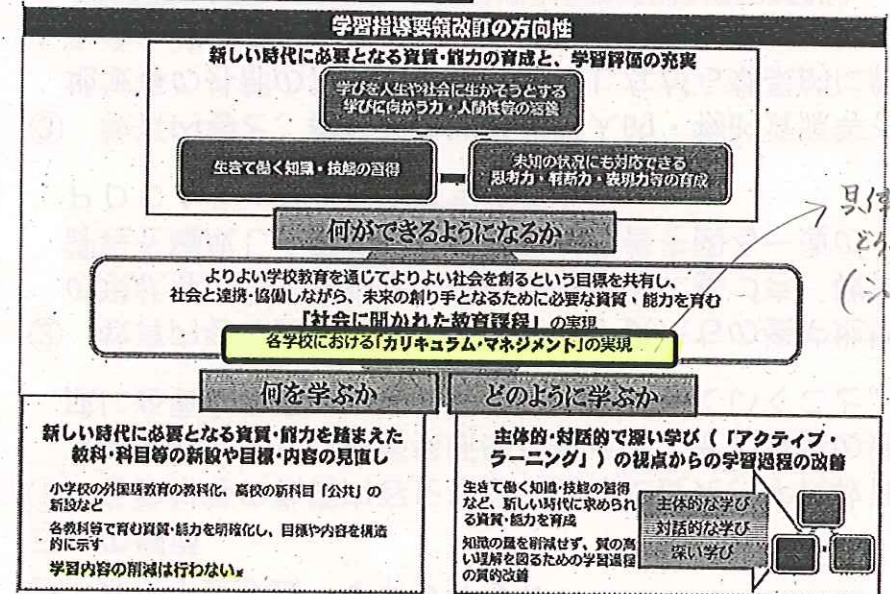 学習指導要領改訂の方向性
新しい時代に必要となる資質・能力の育成と、学習評価の充実
学びを人生や社会に生かそうとする
学びに向かう力・人間性等の涵養
生きて働く知識・技能の習得
未知の状況にも対応できる
思考力・判断力・表現力等の育成
何ができるようになるか
よりよい学校教育を通じてよりよい社会を創るという目標を共有し、
社会と連携・協働しながら、未来の創り手となるために必要な資質・能力を育む
「社会に開かれた教育課程」の実現
各学校における「カリキュラム・マネジメント」の実現
何を学ぶか
どのように学ぶか
新しい時代に必要となる資質・能力を踏まえた
教科・科目等の新設や目標・内容の見直し
小学校の外国語教育の教科化、高校の新科目「公共」の
新設など
各教科等で育む資質・能力を明確化し、目標や内容を構造
的に示す
学習内容の削減は行わない※
主体的・対話的で深い学び（「アクティブ・
ラーニング」）の視点からの学習過程の改善
生きて働く知識・技能の習得
など、新しい時代に求められ
る資質・能力を育成
知識の量を削減せず、質の高
い理解を図るための学習過程
の質的改善
主体的な学び
対話的な学び
深い学び